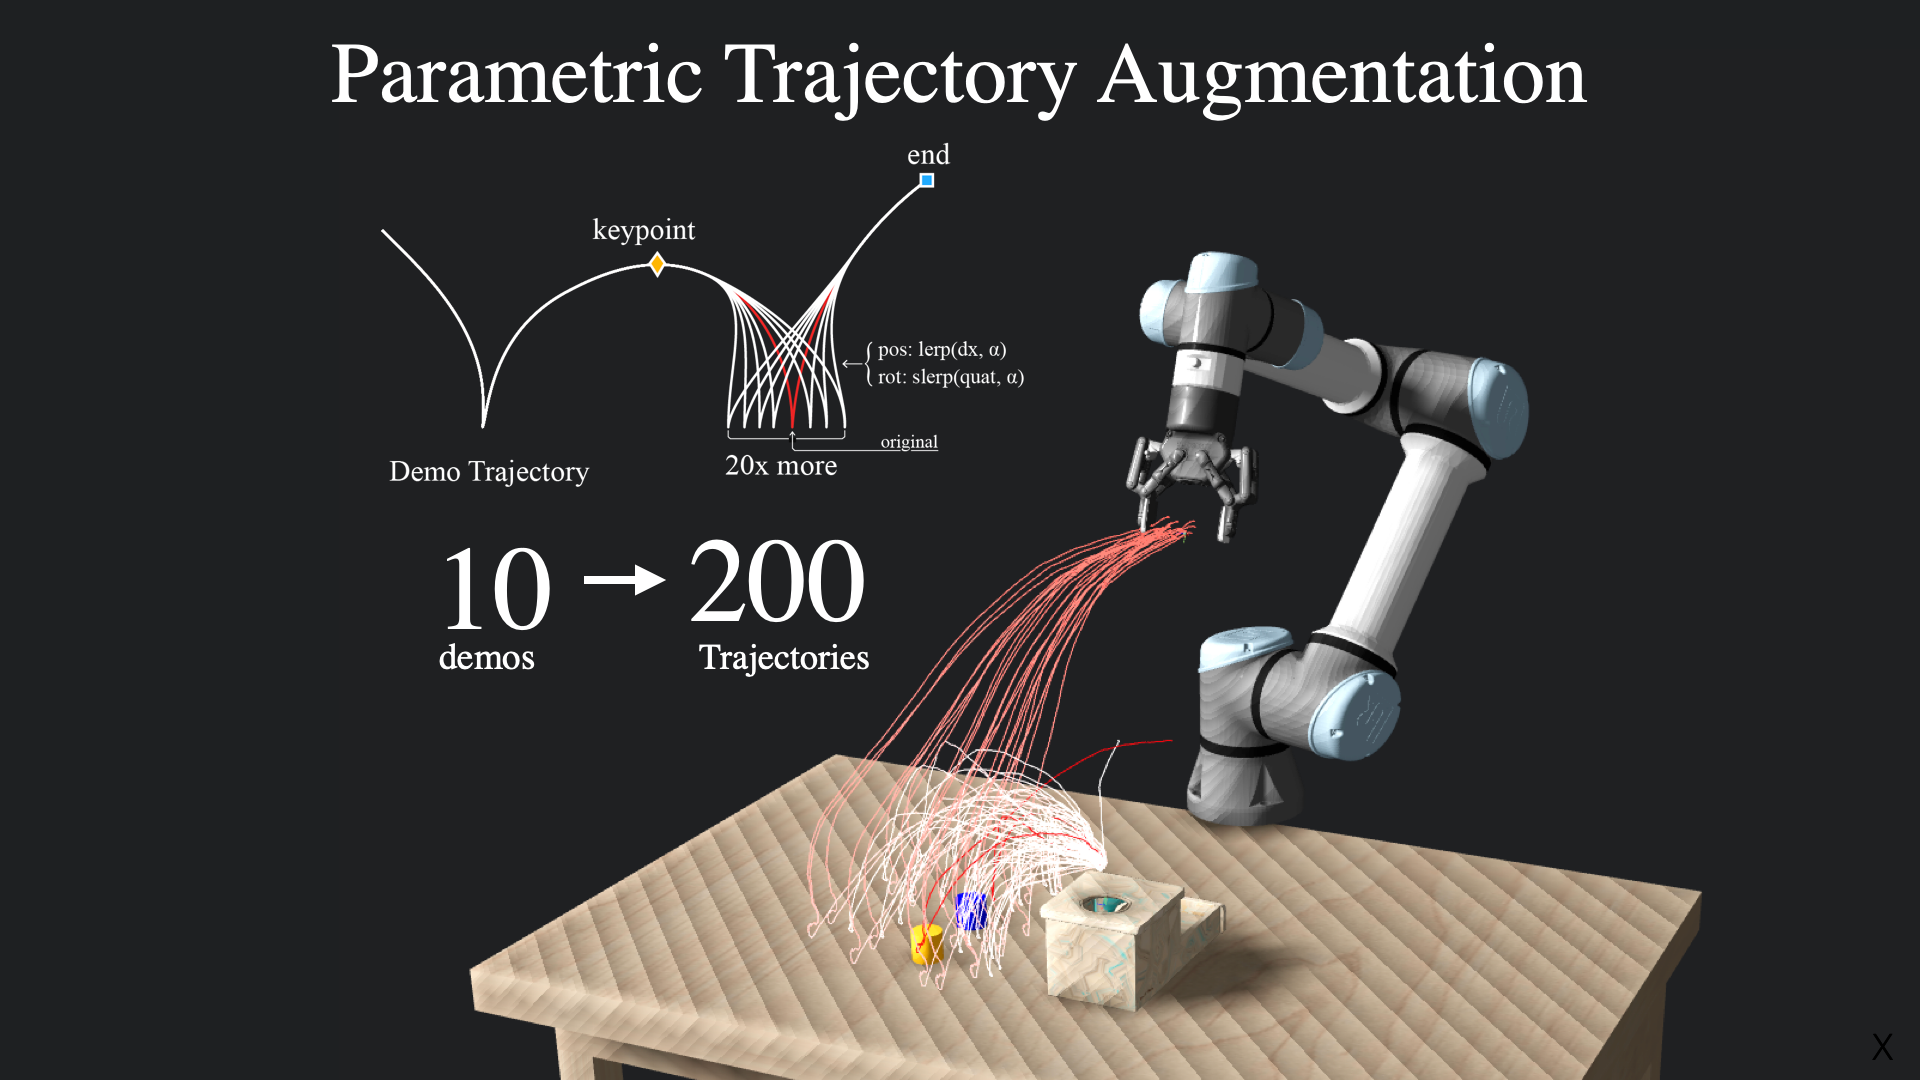 Parametric Trajectory Augmentation
end
keypoint
pos: lerp(dx, α)
rot: slerp(quat, α)
original
20x more
Demo Trajectory
10 200
demos Trajectories
X